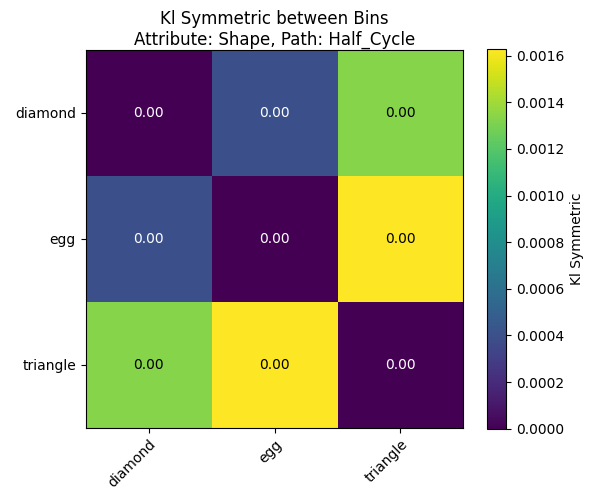 Kl Symmetric between Bins
Attribute: Shape, Path: Half_Cycle
diamond
0.00 0.00 0.00
egg
0.00 0.00 0.00
triangle
0.00 0.00 0.00
diamond
egg
triangle
0.0016
0.0014
0.0012
0.0010
0.0008
0.0006
0.0004
0.0002
0.0000
Kl Symmetric